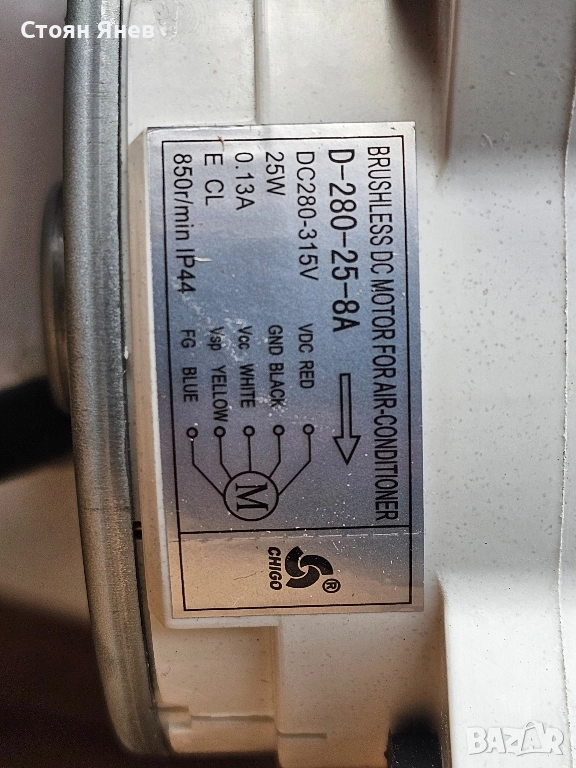 Стоян Янев
BRUSHLESS DC MOTOR FOR AIR-CONDITIONER
D-280-25-8A
DC280-315V
25W
0.13A
E CL
850r/min IP44
VDC RED
GND BLACK
Vcc WHITE
Vsp YELLOW
FG BLUE
M
®
CHIGO
BAZAR